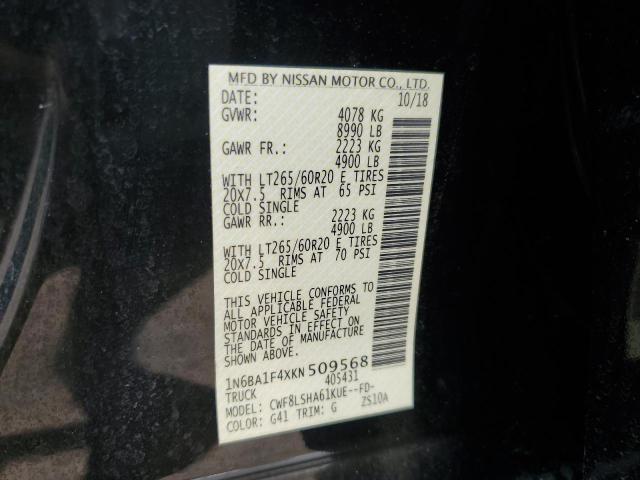 MFD BY NISSAN MOTOR CO., LTD.
DATE: 10/18
GVWR: 4078 KG
8990 LB
GAWR FR.: 2223 KG
4900 LB
WITH LT265/60R20 E TIRES
20X7.5 RIMS AT 65 PSI
COLD SINGLE
GAWR RR.: 2223 KG
4900 LB
WITH LT265/60R20 E TIRES
20X7.5 RIMS AT 70 PSI
COLD SINGLE
THIS VEHICLE CONFORMS TO
ALL APPLICABLE FEDERAL
MOTOR VEHICLE SAFETY
STANDARDS IN EFFECT ON
THE DATE OF MANUFACTURE
SHOWN ABOVE.
1N6BA1F4XKN509568
TRUCK 40S431
MODEL: CWF8LSHA61KUE--FD-
COLOR: G41 TRIM: G ZS10A